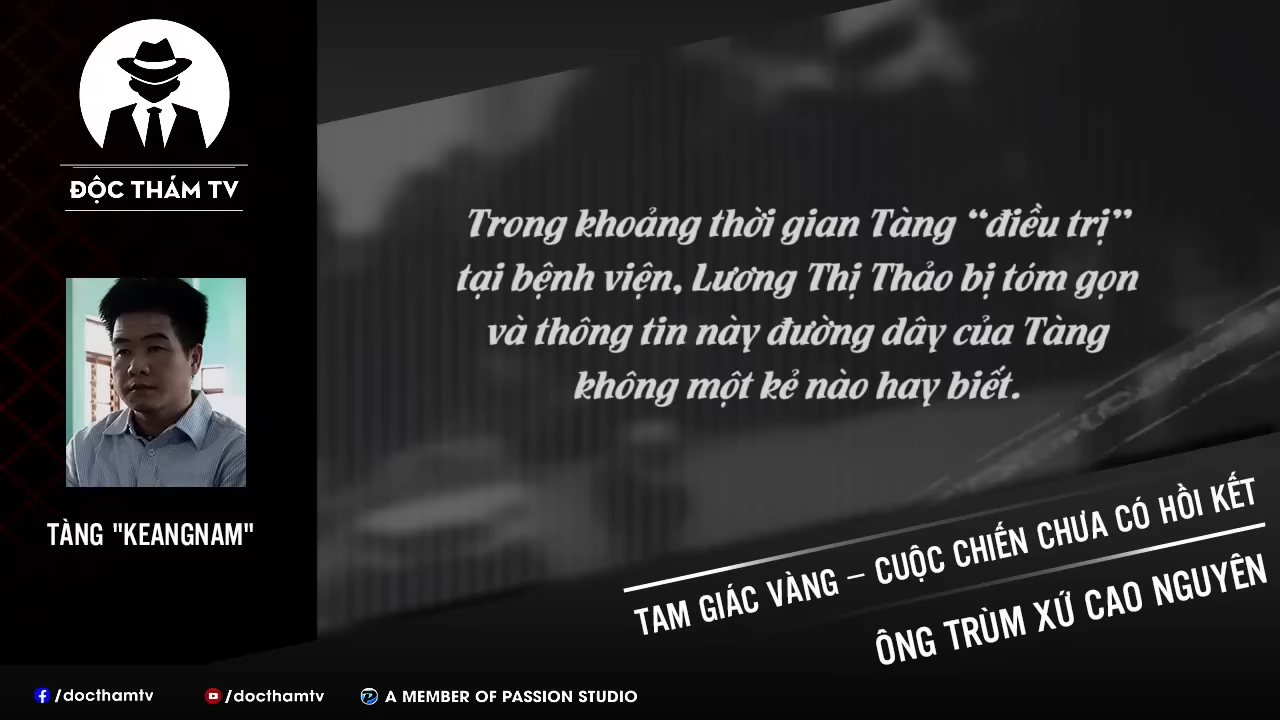 ĐỘC THÁM TV
TÀNG "KEANGNAM"
Trong khoảng thời gian Tàng “điều trị”
tại bệnh viện, Lương Thị Thảo bị tóm gọn
và thông tin này đường dây của Tàng
không một kẻ nào hay biết.
TAM GIÁC VÀNG – CUỘC CHIẾN CHƯA CÓ HỒI KẾT
ÔNG TRÙM XỨ CAO NGUYÊN
/docthamtv
/docthamtv
A MEMBER OF PASSION STUDIO